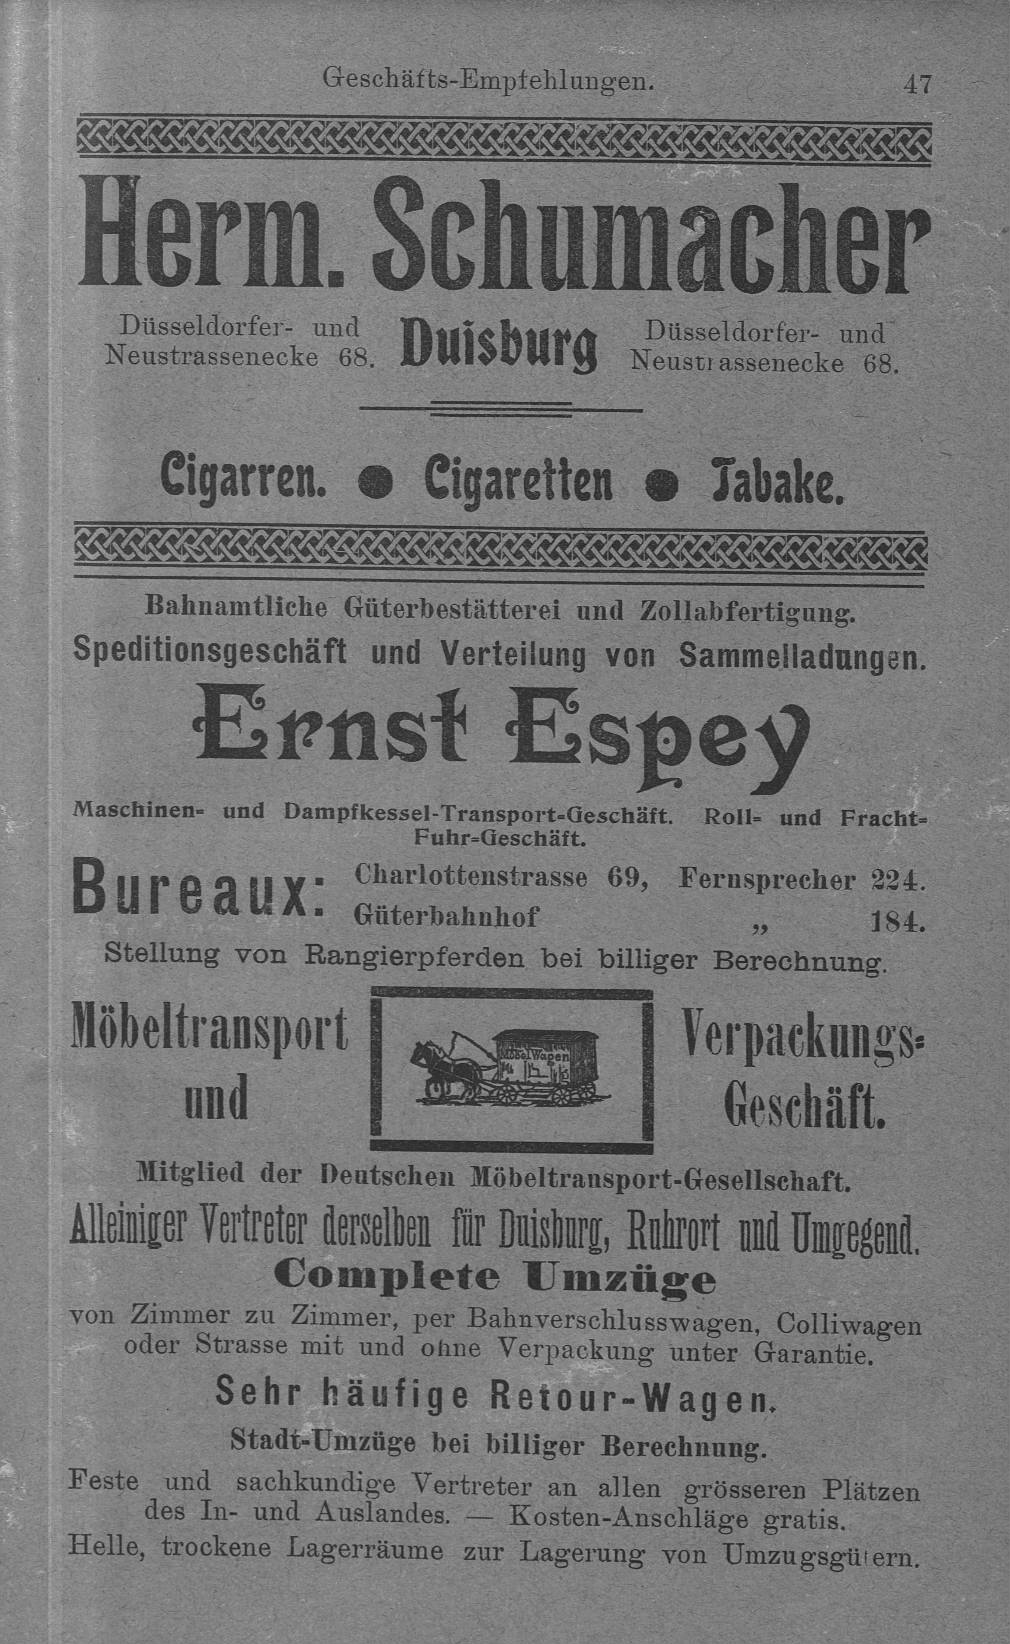 Geschäfts-Empfehlungen. 47
Herm. Schumacher
Düsseldorfer- und
Neustrassenecke 68.
Duisburg
Düsseldorfer- und
Neustrassenecke 68.
Cigarren. ● Cigaretten ● Tabake.
Bahnamtliche Güterbestätterei und Zollabfertigung.
Speditionsgeschäft und Verteilung von Sammelladungen.
Ernst Espey
Maschinen- und Dampfkessel-Transport-Geschäft. Roll- und Fracht-
Fuhr-Geschäft.
Bureaux: Charlottenstrasse 69, Fernsprecher 224.
Güterbahnhof „ 184.
Stellung von Rangierpferden bei billiger Berechnung.
Möbeltransport
und
Möbel Wagen
Verpackungs-
Geschäft.
Mitglied der Deutschen Möbeltransport-Gesellschaft.
Alleiniger Vertreter derselben für Duisburg, Ruhrort und Umgegend.
Complete Umzüge
von Zimmer zu Zimmer, per Bahnverschlusswagen, Colliwagen
oder Strasse mit und ohne Verpackung unter Garantie.
Sehr häufige Retour-Wagen.
Stadt-Umzüge bei billiger Berechnung.
Feste und sachkundige Vertreter an allen grösseren Plätzen
des In- und Auslandes. — Kosten-Anschläge gratis.
Helle, trockene Lagerräume zur Lagerung von Umzugsgütern.